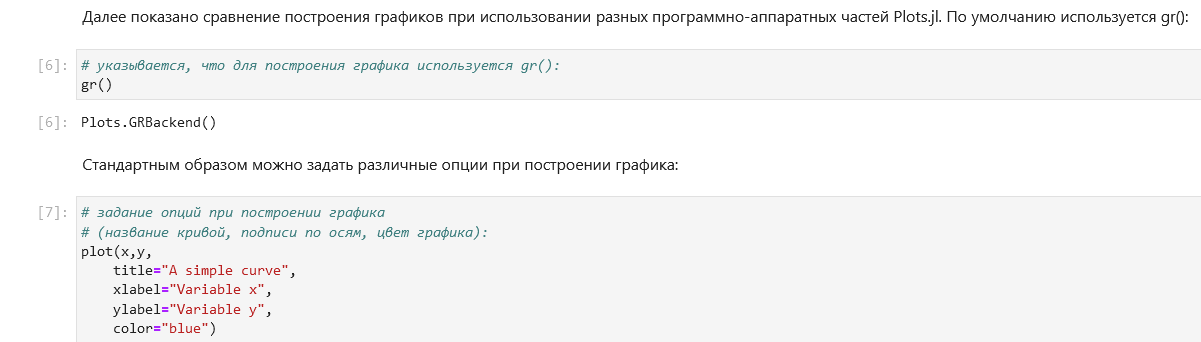 Далее показано сравнение построения графиков при использовании разных программно-аппаратных частей Plots.jl. По умолчанию используется gr():
[6]: # указывается, что для построения графика используется gr():
gr()
[6]: Plots.GRBackend()
Стандартным образом можно задать различные опции при построении графика:
[7]: # задание опций при построении графика
# (название кривой, подписи по осям, цвет графика):
plot(x,y,
    title="A simple curve",
    xlabel="Variable x",
    ylabel="Variable y",
    color="blue")